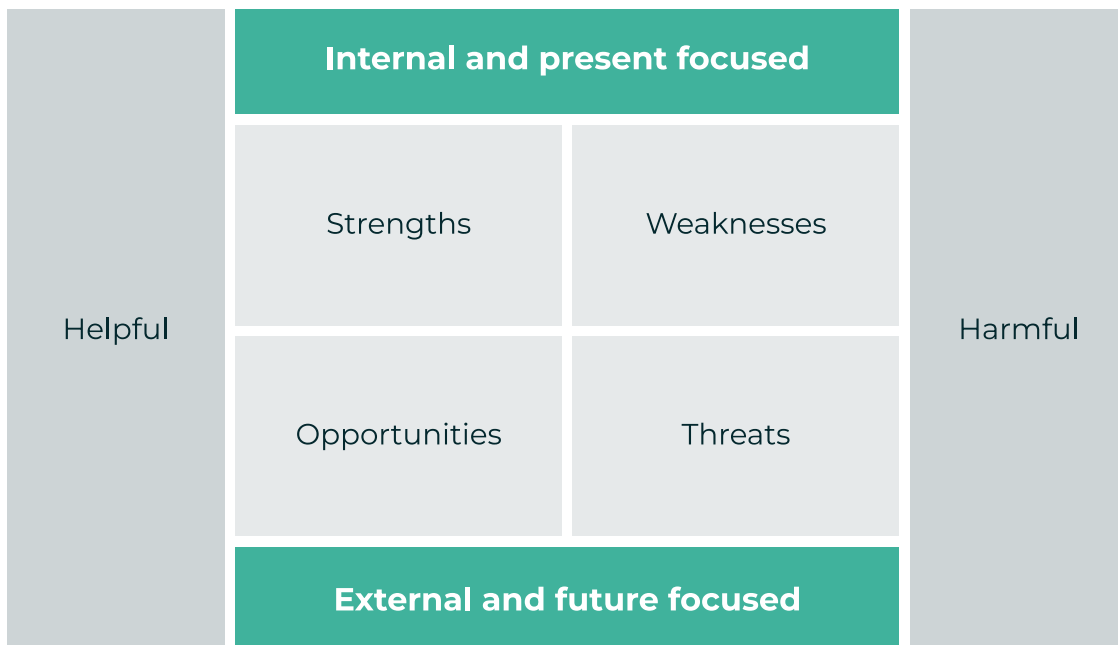 Internal and present focused
Strengths
Weaknesses
Helpful
Harmful
Opportunities
Threats
External and future focused